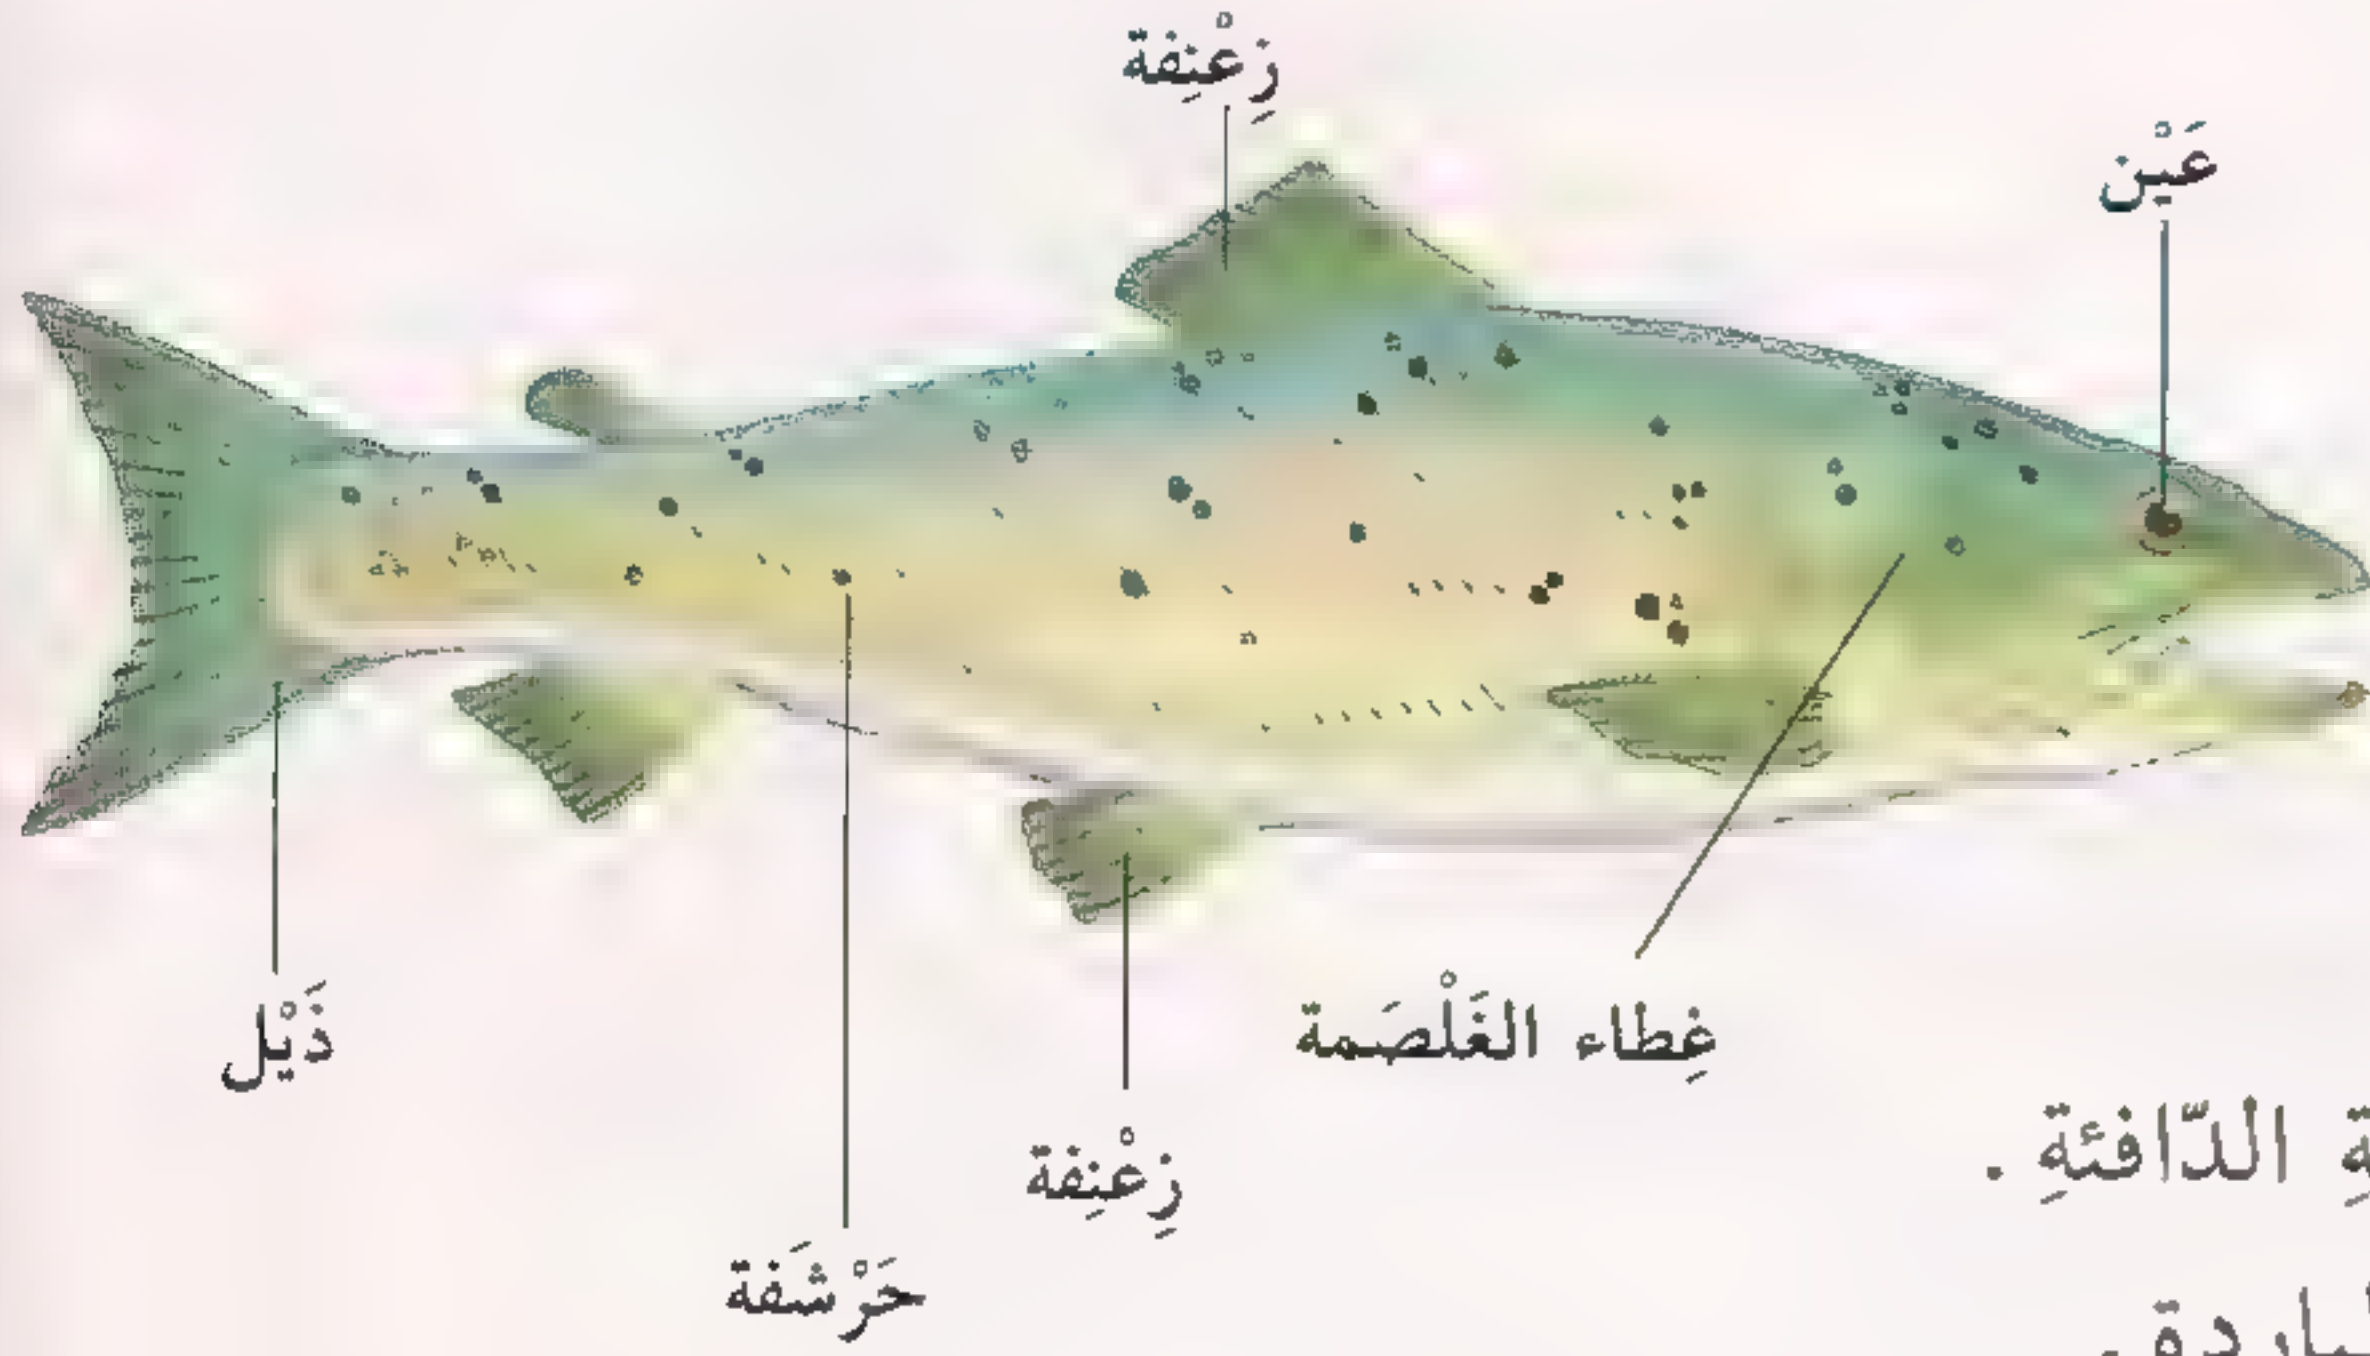 زِعْنِفة
عَيْن
ذَيْل
غِطاء الغَلْصَمة
زِعْنِفة
حَرْشَفة
الدّافئةِ .